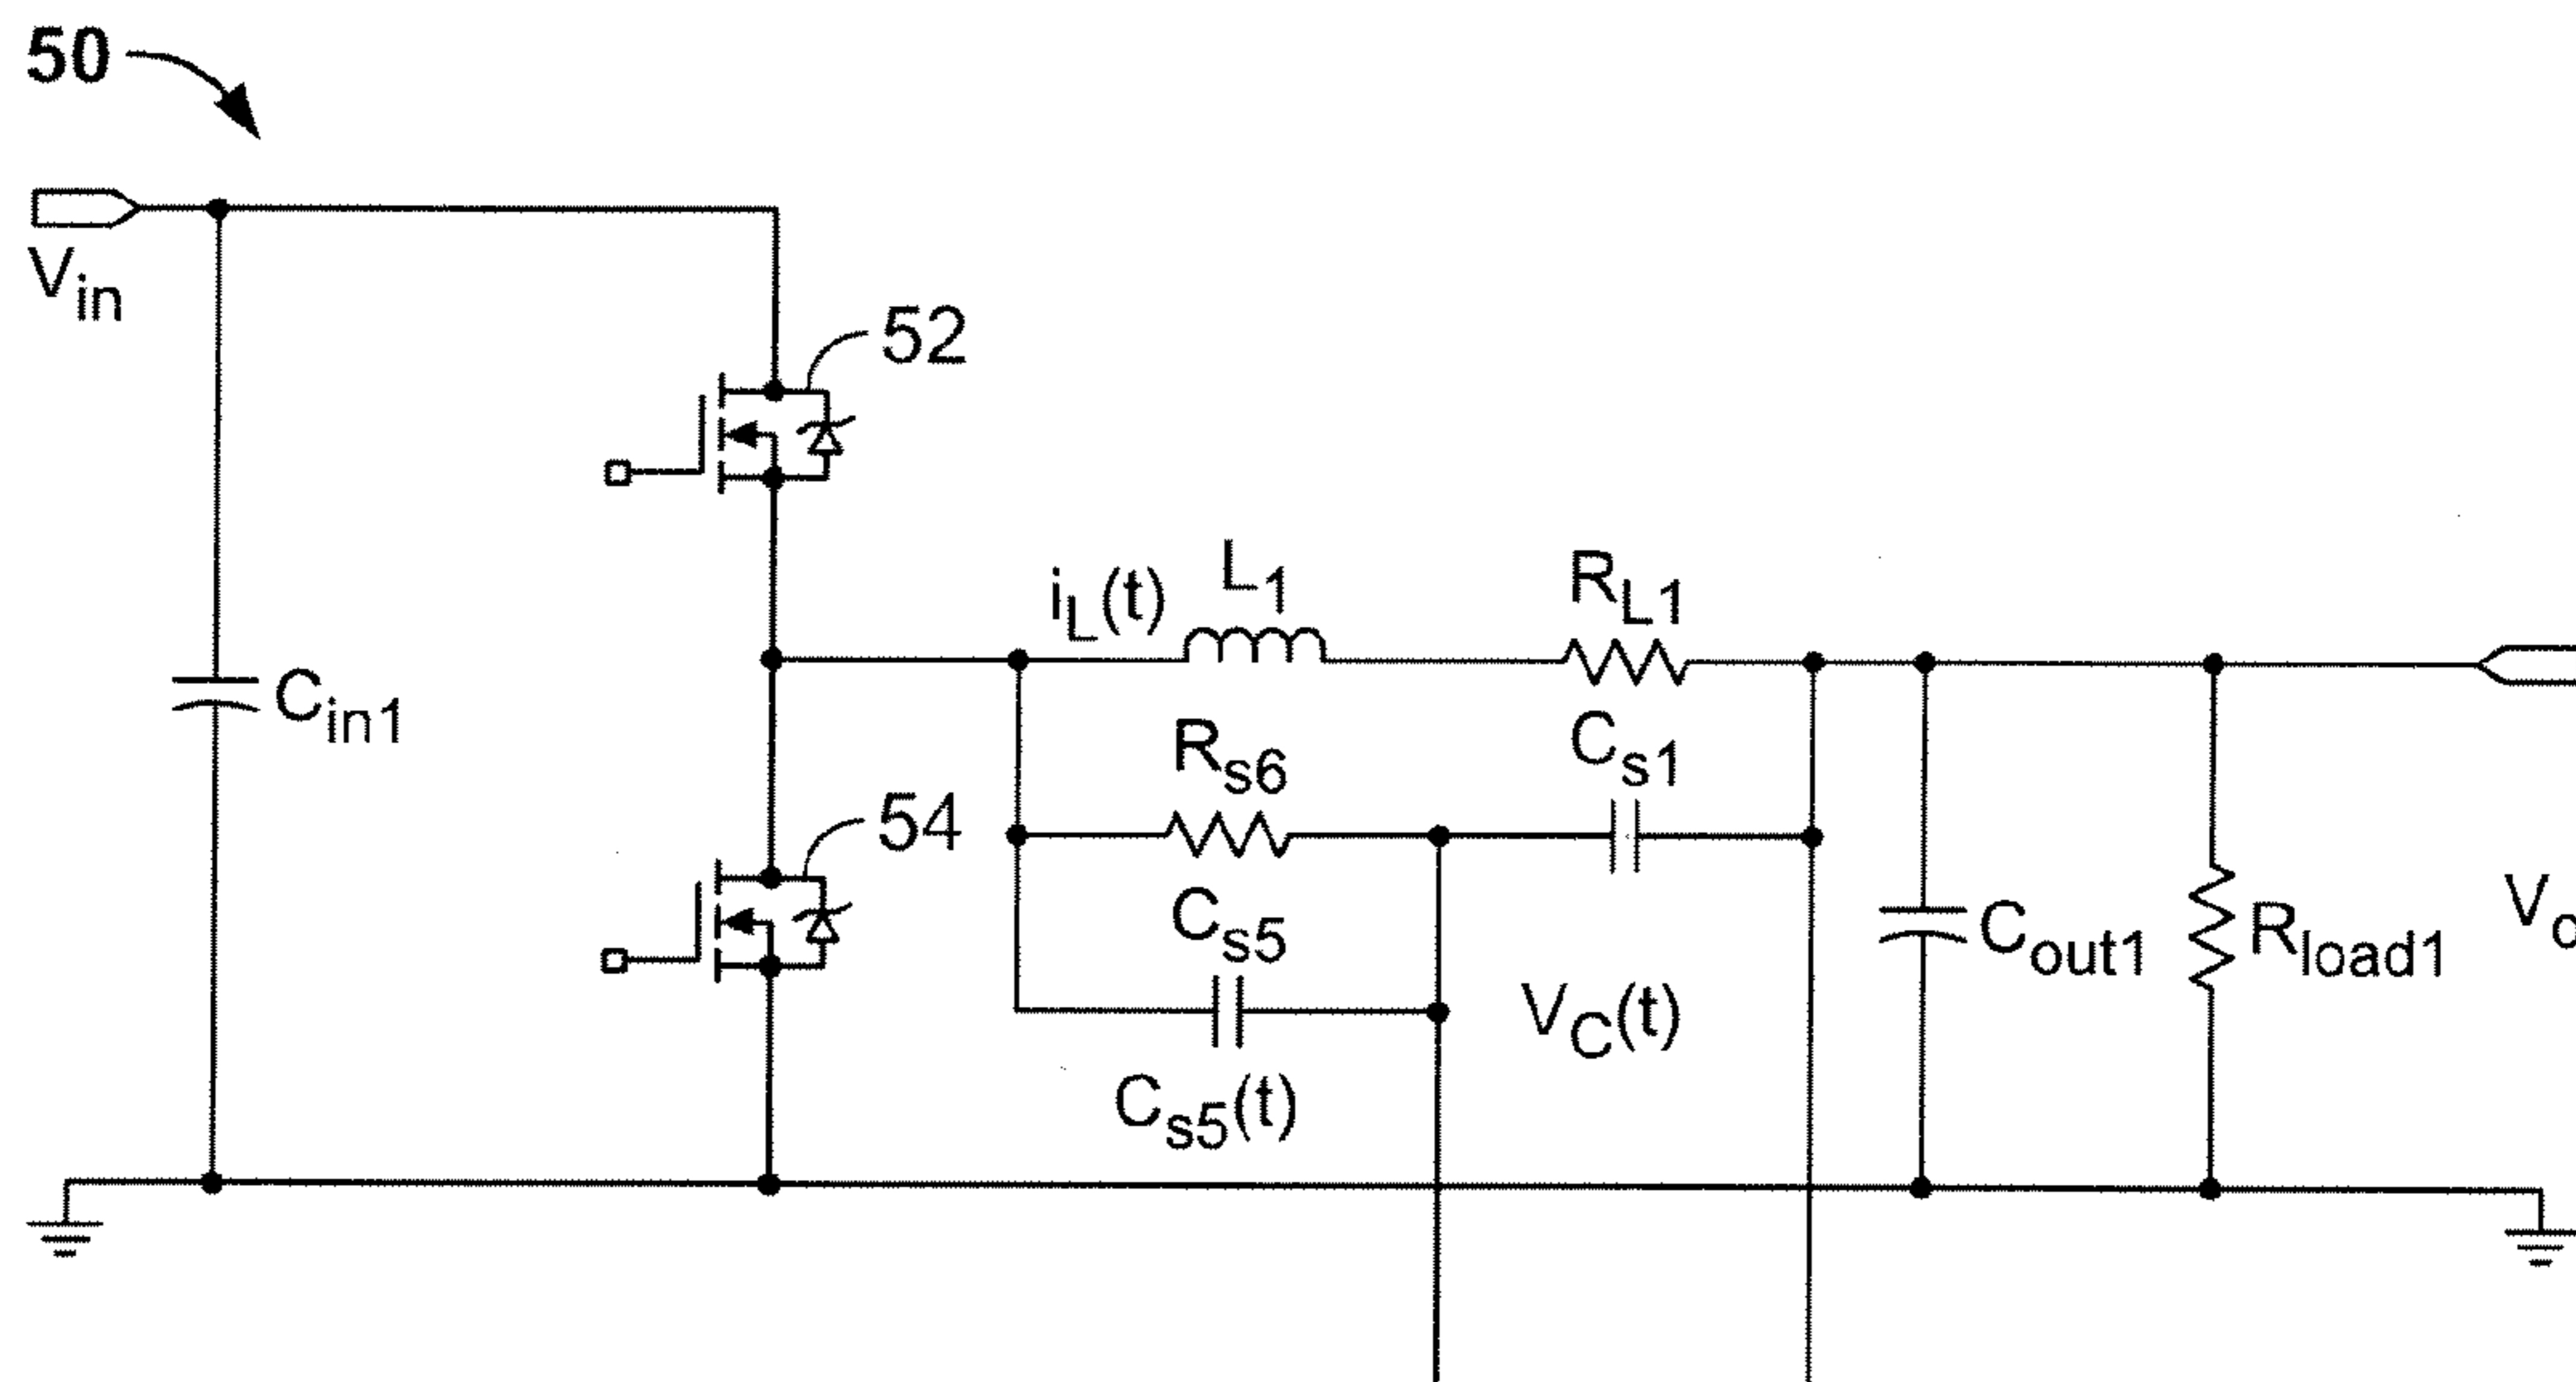 50
Vin
52
iL(t)
L1
RL1
Cin1
Rs6
Cs1
54
Cs5
Cout1
Rload1
VC(t)
Cs5(t)